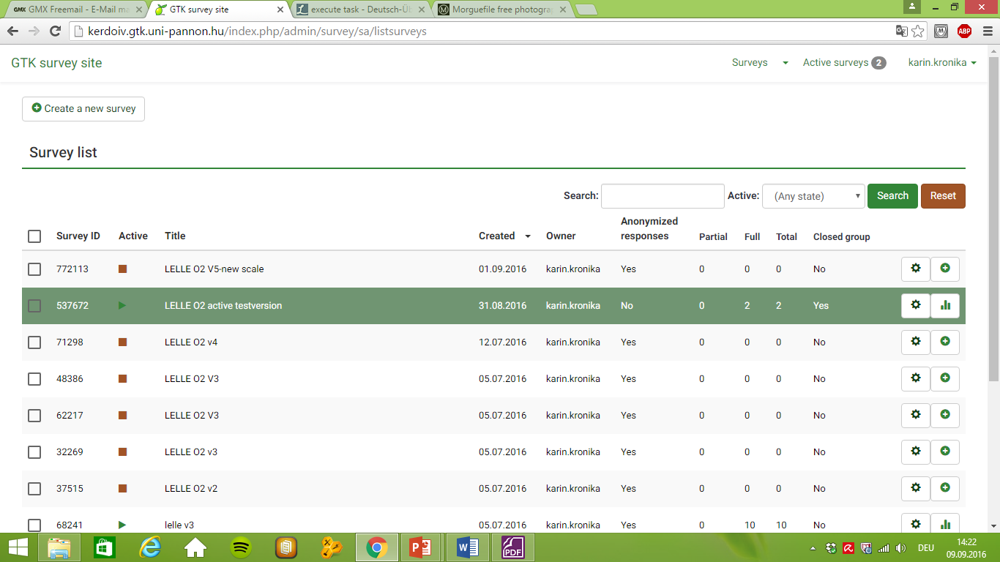 GMX GMX Freemail - E-Mail ma
GTK survey site
execute task - Deutsch-Üb
Morguefile free photogra
kerdoiv.gtk.uni-pannon.hu/index.php/admin/survey/sa/listsurveys
ABP
GTK survey site
Surveys
Active surveys 2
karin.kronika
Create a new survey
Survey list
Search: Active: (Any state) Search Reset
Survey ID Active Title Created Owner Anonymized responses Partial Full Total Closed group
772113 LELLE O2 V5-new scale 01.09.2016 karin.kronika Yes 0 0 0 No
537672 LELLE O2 active testversion 31.08.2016 karin.kronika No 0 2 2 Yes
71298 LELLE O2 v4 12.07.2016 karin.kronika Yes 0 0 0 No
48386 LELLE O2 V3 05.07.2016 karin.kronika Yes 0 0 0 No
62217 LELLE O2 V3 05.07.2016 karin.kronika Yes 0 0 0 No
32269 LELLE O2 v3 05.07.2016 karin.kronika Yes 0 0 0 No
37515 LELLE O2 v2 05.07.2016 karin.kronika Yes 0 0 0 No
68241 lelle v3 05.07.2016 karin.kronika Yes 0 10 10 No
PDF
DEU
14:22
09.09.2016